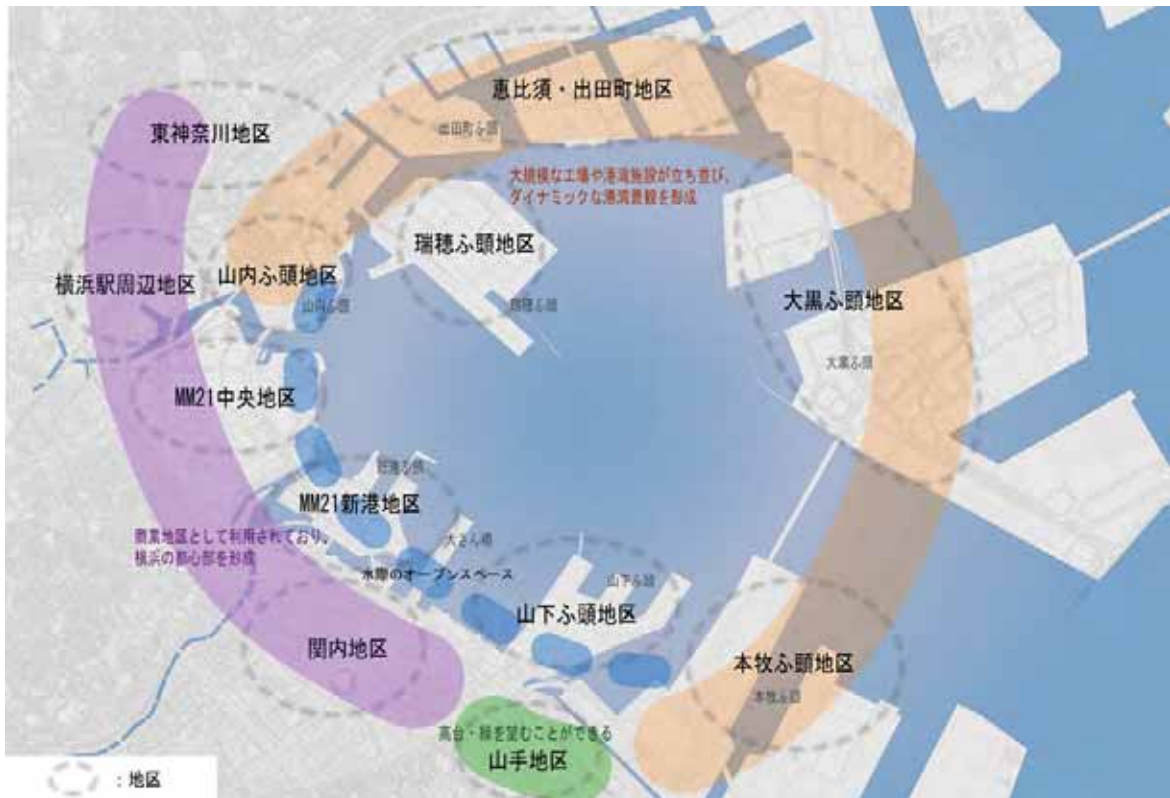 恵比須・出田町地区
出田町ふ頭
東神奈川地区
大規模な工場や港湾施設が立ち並び、
ダイナミックな港湾景観を形成
瑞穂ふ頭地区
山内ふ頭地区
横浜駅周辺地区
山内ふ頭
瑞穂ふ頭
大黒ふ頭地区
大黒ふ頭
MM21中央地区
新港ふ頭
MM21新港地区
商業地区として利用されており、
横浜の都心部を形成
大さん橋
水際のオープンスペース
山下ふ頭
山下ふ頭地区
関内地区
本牧ふ頭地区
本牧ふ頭
高台・緑を望むことができる
山手地区
：地区